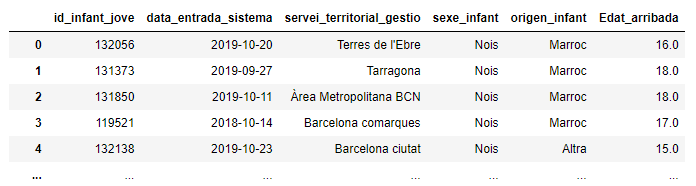 id_infant_jove data_entrada_sistema servei_territorial_gestio sexe_infant origen_infant Edat_arribada
0 132056 2019-10-20 Terres de l'Ebre Nois Marroc 16.0
1 131373 2019-09-27 Tarragona Nois Marroc 18.0
2 131850 2019-10-11 Àrea Metropolitana BCN Nois Marroc 18.0
3 119521 2018-10-14 Barcelona comarques Nois Marroc 17.0
4 132138 2019-10-23 Barcelona ciutat Nois Altra 15.0
... ... ... ... ... ... ...